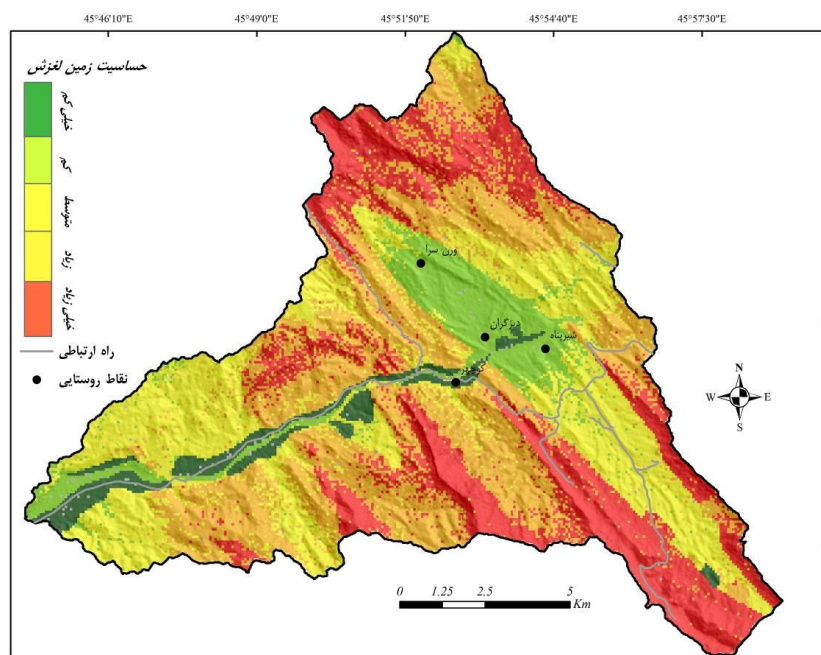 45°46'10"E 45°49'0"E 45°51'50"E 45°54'40"E 45°57'30"E
حساسیت زمین لغزش
خیلی کم
کم
متوسط
زیاد
خیلی زیاد
راه ارتباطی
نقاط روستایی
ورن سرا
دیزگران
شیرپناه
N
W E
S
0 1.25 2.5 5
Km